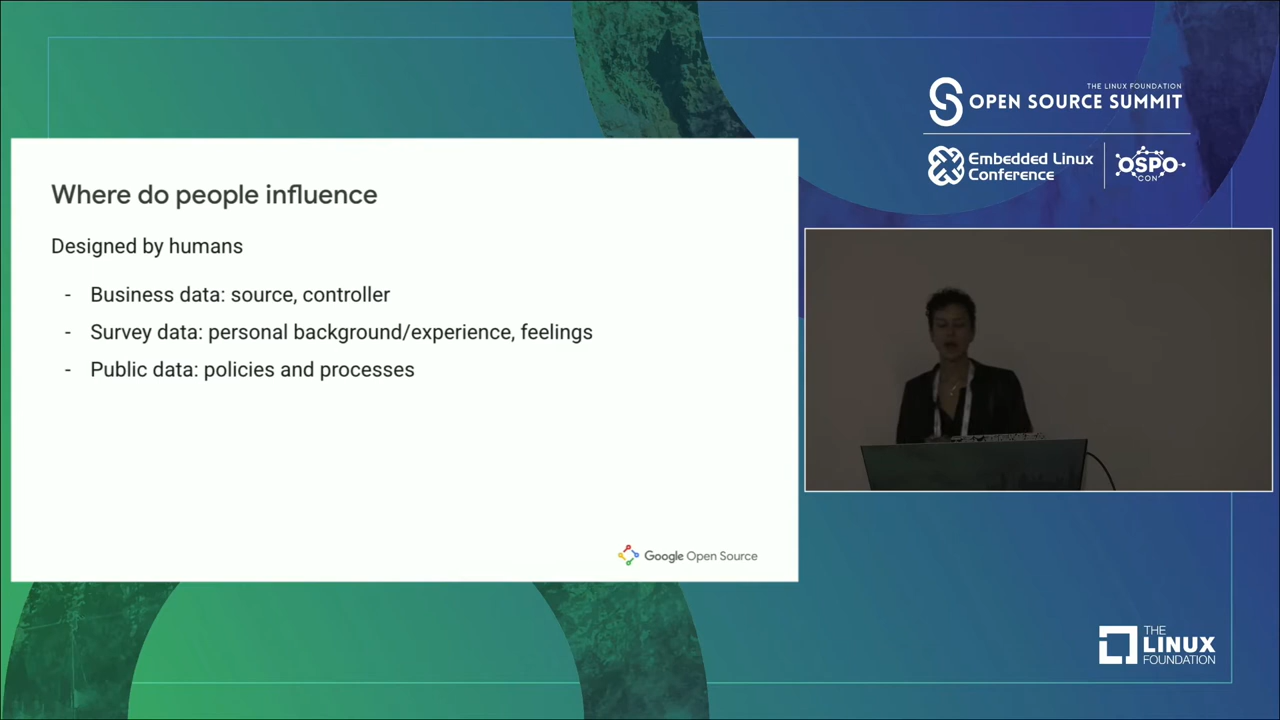 THE LINUX FOUNDATION
OPEN SOURCE SUMMIT
Embedded Linux
Conference
OSPO
CON
Where do people influence
Designed by humans
- Business data: source, controller
- Survey data: personal background/experience, feelings
- Public data: policies and processes
Google Open Source
THE
LINUX
FOUNDATION